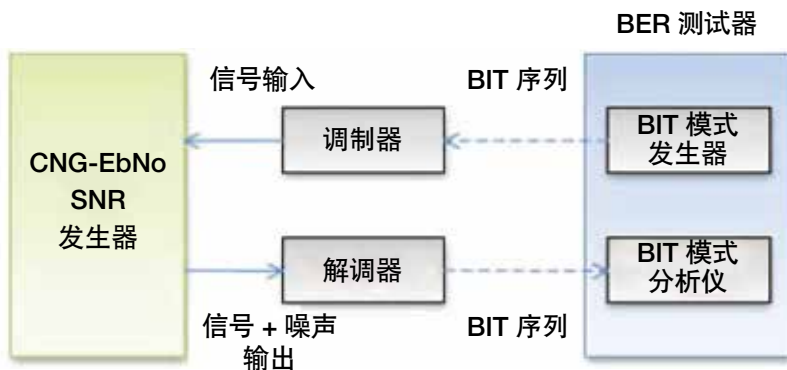 BER 测试器
信号输入
BIT 序列
调制器
BIT 模式
发生器
CNG-EbNo
SNR
发生器
解调器
BIT 模式
分析仪
信号 + 噪声
输出
BIT 序列